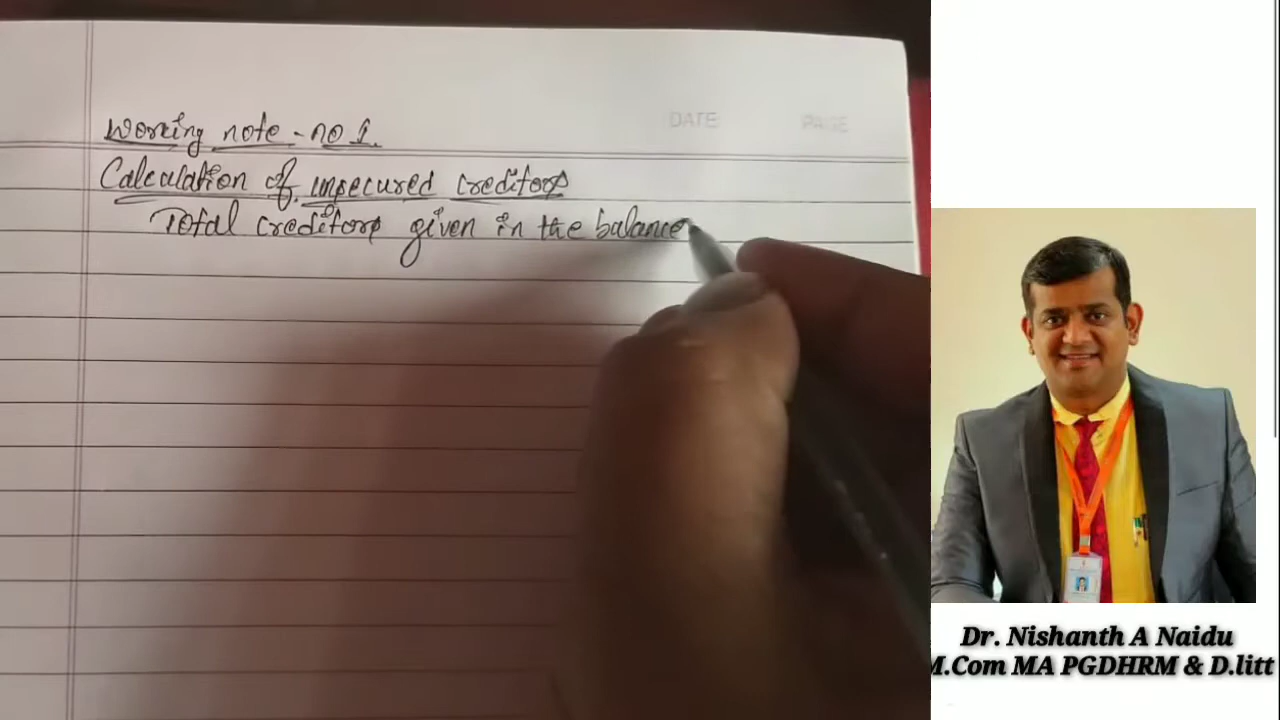 DATE
PAGE
Working note - no 1.
Calculation of unsecured creditors
Total creditors given in the balance
Dr. Nishanth A Naidu
M.Com MA PGDHRM & D.litt